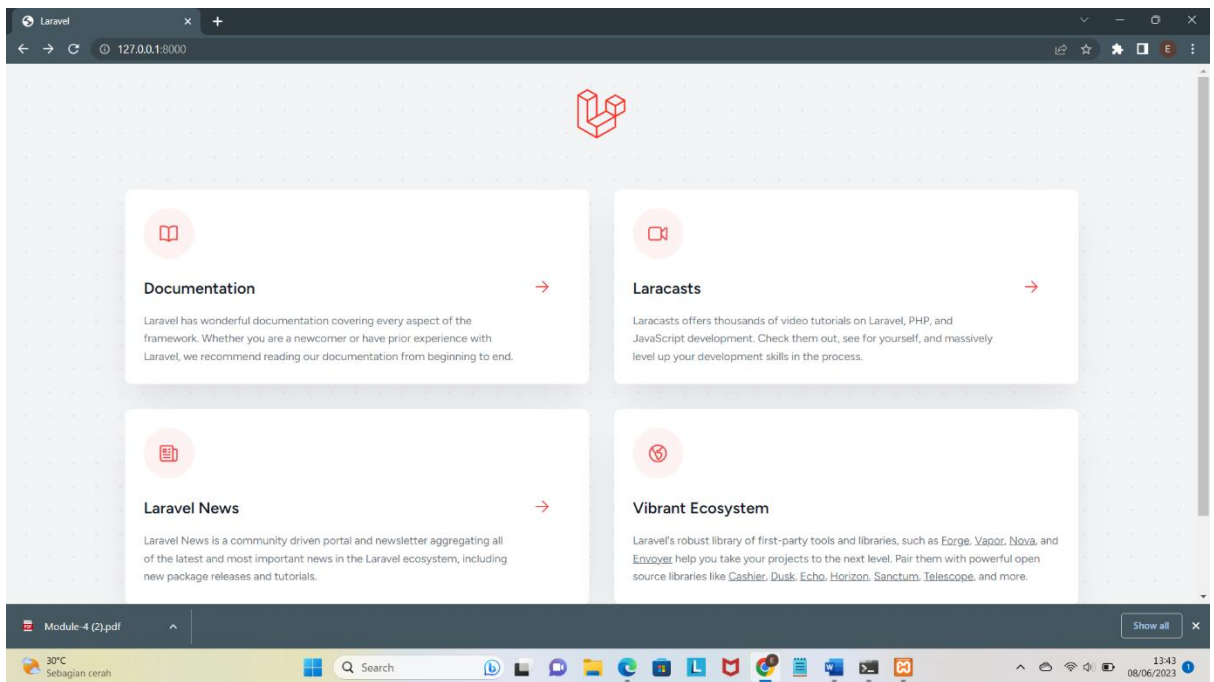 Laravel
127.0.0.1:8000
E
Documentation
Laravel has wonderful documentation covering every aspect of the
framework. Whether you are a newcomer or have prior experience with
Laravel, we recommend reading our documentation from beginning to end.
Laracasts
Laracasts offers thousands of video tutorials on Laravel, PHP, and
JavaScript development. Check them out, see for yourself, and massively
level up your development skills in the process.
Laravel News
Laravel News is a community driven portal and newsletter aggregating all
of the latest and most important news in the Laravel ecosystem, including
new package releases and tutorials.
Vibrant Ecosystem
Laravel's robust library of first-party tools and libraries, such as Forge, Vapor, Nova, and
Envoyer help you take your projects to the next level. Pair them with powerful open
source libraries like Cashier, Dusk, Echo, Horizon, Sanctum, Telescope, and more.
Module-4 (2).pdf
Show all
30°C
Sebagian cerah
Search
13:43
08/06/2023
1